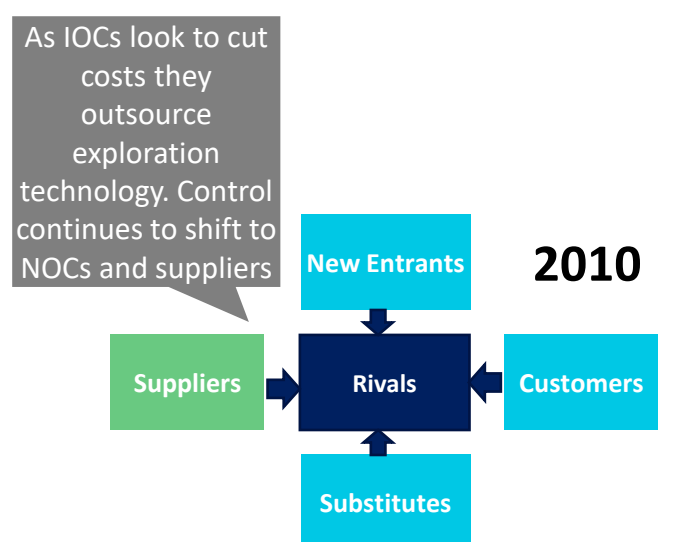 As IOCs look to cut
costs they
outsource
exploration
technology. Control
continues to shift to
NOCs and suppliers
New Entrants
2010
Suppliers
Rivals
Customers
Substitutes